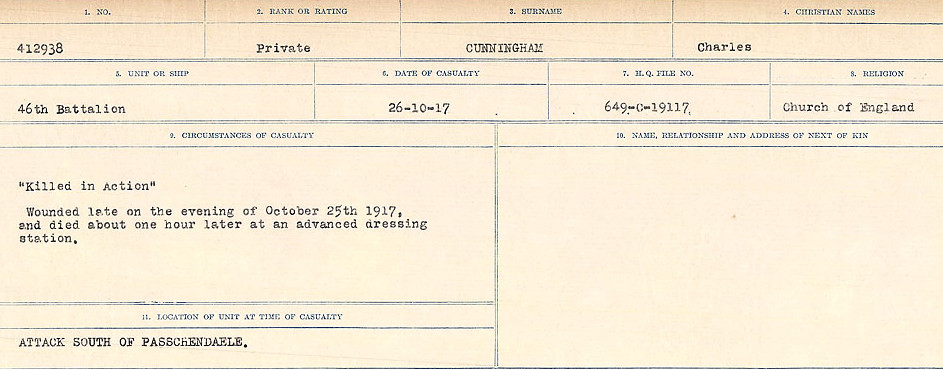 1. NO.
2. RANK OR RATING
3. SURNAME
4. CHRISTIAN NAMES
412938
Private
CUNNINGHAM
Charles
5. UNIT OR SHIP
6. DATE OF CASUALTY
7. H.Q. FILE NO.
8. RELIGION
46th Battalion
26-10-17
649-C-19117.
Church of England
9. CIRCUMSTANCES OF CASUALTY
10. NAME, RELATIONSHIP AND ADDRESS OF NEXT OF KIN
"Killed in Action"
Wounded late on the evening of October 25th 1917,
and died about one hour later at an advanced dressing
station.
11. LOCATION OF UNIT AT TIME OF CASUALTY
ATTACK SOUTH OF PASSCHENDAELE.